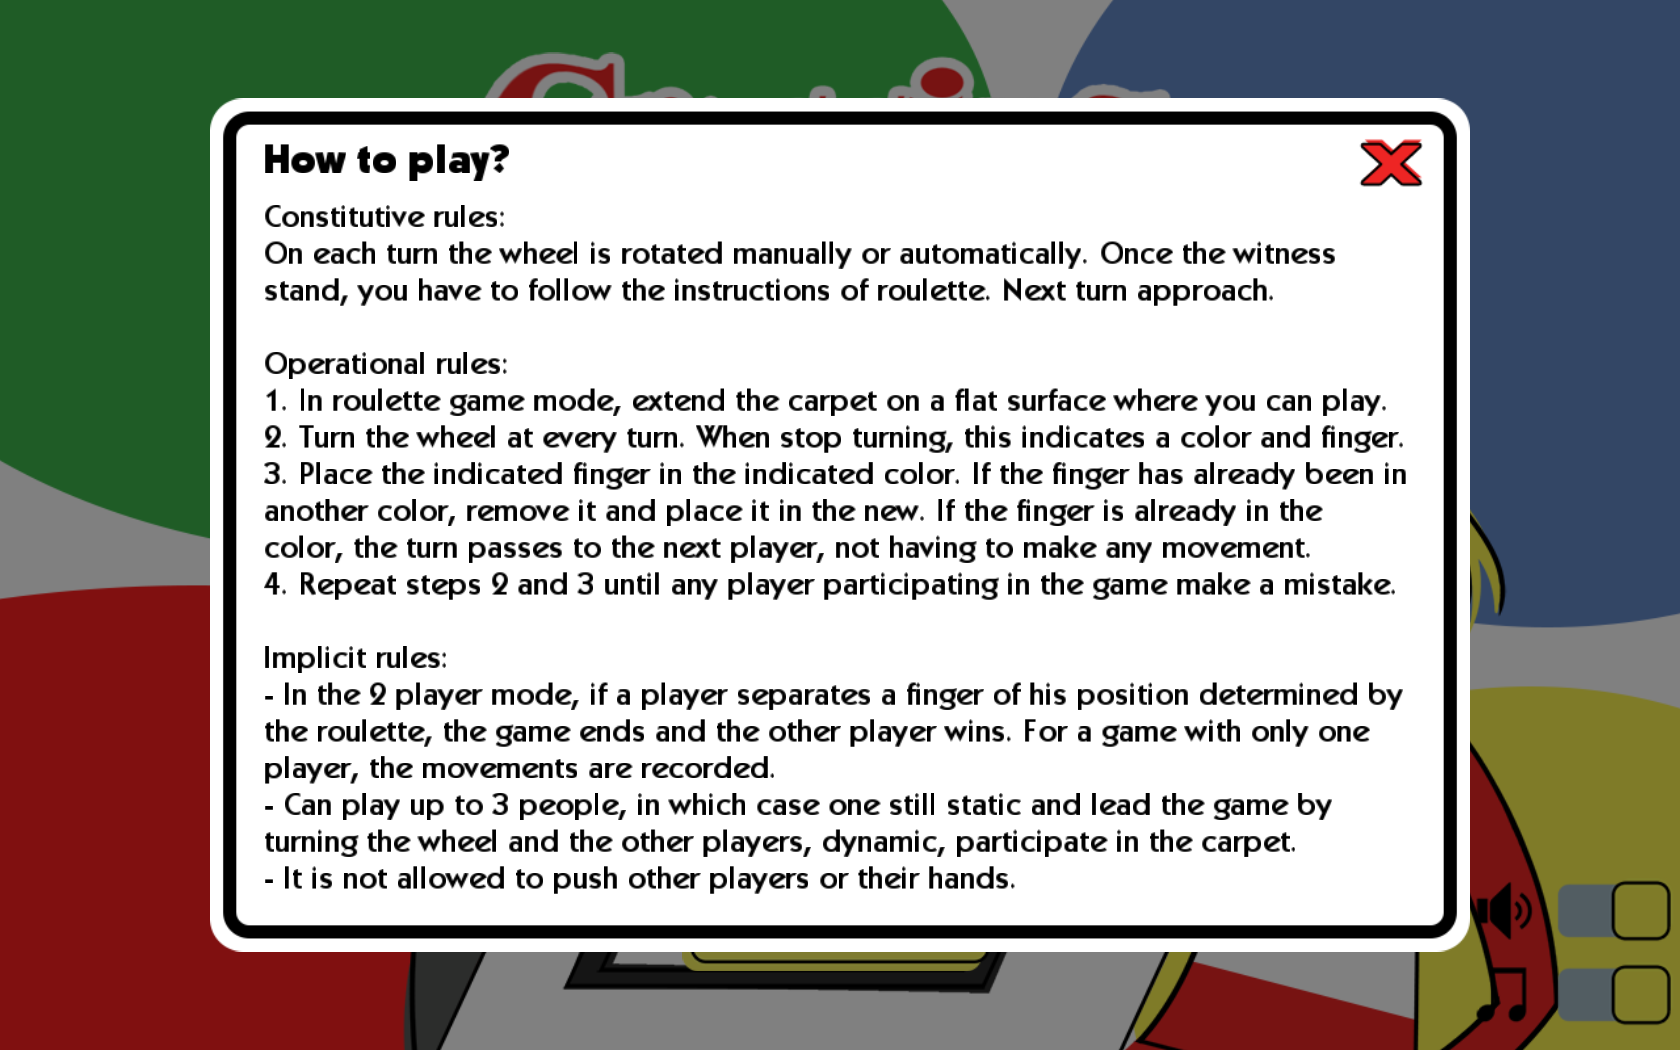 How to play?
Constitutive rules:
On each turn the wheel is rotated manually or automatically. Once the witness
stand, you have to follow the instructions of roulette. Next turn approach.
Operational rules:
1. In roulette game mode, extend the carpet on a flat surface where you can play.
2. Turn the wheel at every turn. When stop turning, this indicates a color and finger.
3. Place the indicated finger in the indicated color. If the finger has already been in
another color, remove it and place it in the new. If the finger is already in the
color, the turn passes to the next player, not having to make any movement.
4. Repeat steps 2 and 3 until any player participating in the game make a mistake.
Implicit rules:
- In the 2 player mode, if a player separates a finger of his position determined by
the roulette, the game ends and the other player wins. For a game with only one
player, the movements are recorded.
- Can play up to 3 people, in which case one still static and lead the game by
turning the wheel and the other players, dynamic, participate in the carpet.
- It is not allowed to push other players or their hands.